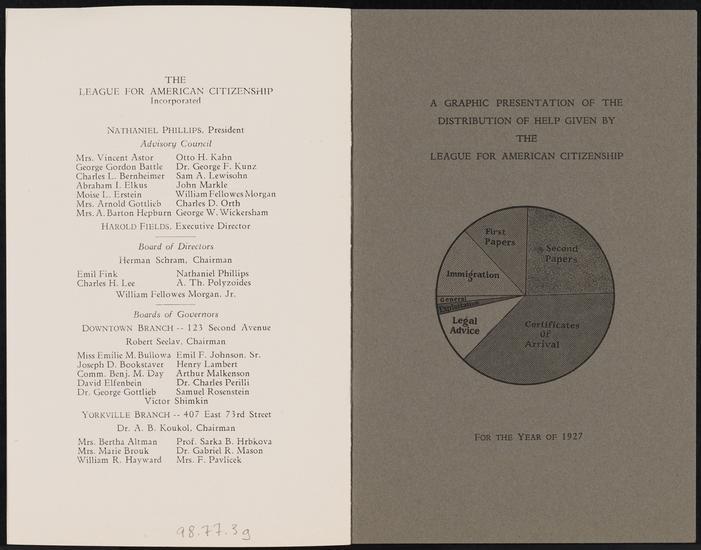 THE
LEAGUE FOR AMERICAN CITIZENSHIP
Incorporated
NATHANIEL PHILLIPS, President
Advisory Council
Mrs. Vincent Astor Otto H. Kahn
George Gordon Battle Dr. George F. Kunz
Charles L. Bernheimer Sam A. Lewisohn
Abraham I. Elkus John Markle
Moise L. Erstein William Fellowes Morgan
Mrs. Arnold Gottlieb Charles D. Orth
Mrs. A. Barton Hepburn George W. Wickersham
HAROLD FIELDS, Executive Director
Board of Directors
Herman Schram, Chairman
Emil Fink Nathaniel Phillips
Charles H. Lee A. Th. Polyzoides
William Fellowes Morgan, Jr.
Boards of Governors
DOWNTOWN BRANCH -- 123 Second Avenue
Robert Seelav, Chairman
Miss Emilie M. Bullowa Emil F. Johnson, Sr.
Joseph D. Bookstaver Henry Lambert
Comm. Benj. M. Day Arthur Malkenson
David Elfenbein Dr. Charles Perilli
Dr. George Gottlieb Samuel Rosenstein
Victor Shimkin
YORKVILLE BRANCH -- 407 East 73rd Street
Dr. A. B. Koukol, Chairman
Mrs. Bertha Altman Prof. Sarka B. Hrbkova
Mrs. Marie Brouk Dr. Gabriel R. Mason
William R. Hayward Mrs. F. Pavlicek
98.77.3g
A GRAPHIC PRESENTATION OF THE
DISTRIBUTION OF HELP GIVEN BY
THE
LEAGUE FOR AMERICAN CITIZENSHIP
First
Papers
Second
Papers
Immigration
General
Exploitation
Legal
Advice
Certificates
Of
Arrival
FOR THE YEAR OF 1927